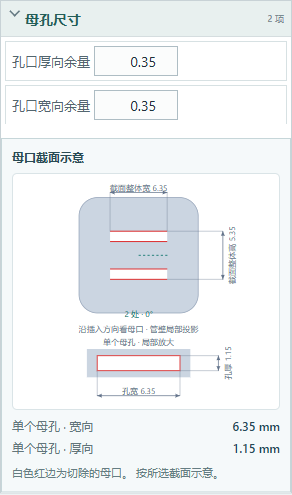 母孔尺寸
2 项
孔口厚向余量 0.35
孔口宽向余量 0.35
母口截面示意
截面整体宽 6.35
截面整体高 5.35
2 处 · 0°
沿插入方向看母口 · 管壁局部投影
单个母孔 · 局部放大
孔厚 1.15
孔宽 6.35
单个母孔 · 宽向 6.35 mm
单个母孔 · 厚向 1.15 mm
白色红边为切除的母口。 按所选截面示意。